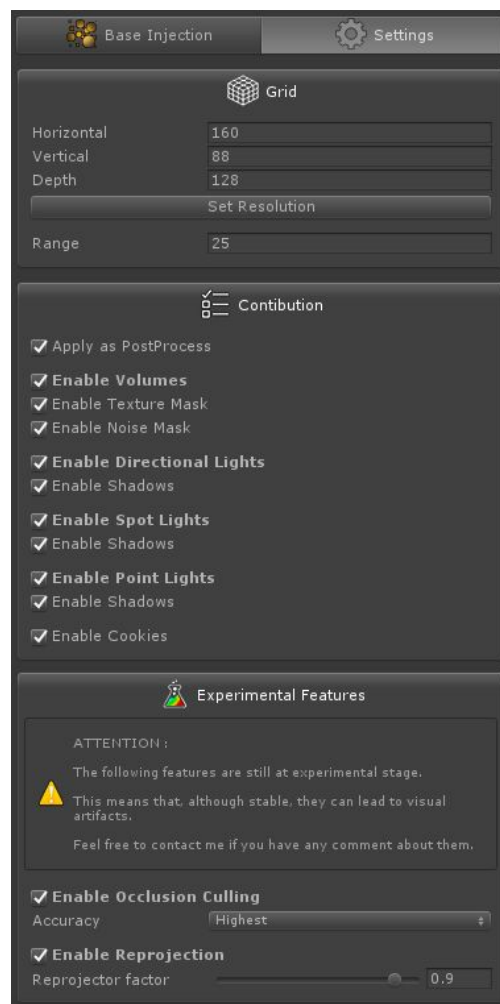 Base Injection
Settings
Grid
Horizontal 160
Vertical 88
Depth 128
Set Resolution
Range 25
Contibution
Apply as PostProcess
Enable Volumes
Enable Texture Mask
Enable Noise Mask
Enable Directional Lights
Enable Shadows
Enable Spot Lights
Enable Shadows
Enable Point Lights
Enable Shadows
Enable Cookies
Experimental Features
ATTENTION :
The following features are still at experimental stage.
This means that, although stable, they can lead to visual
artifacts.
Feel free to contact me if you have any comment about them.
Enable Occlusion Culling
Accuracy Highest
Enable Reprojection
Reprojector factor 0.9